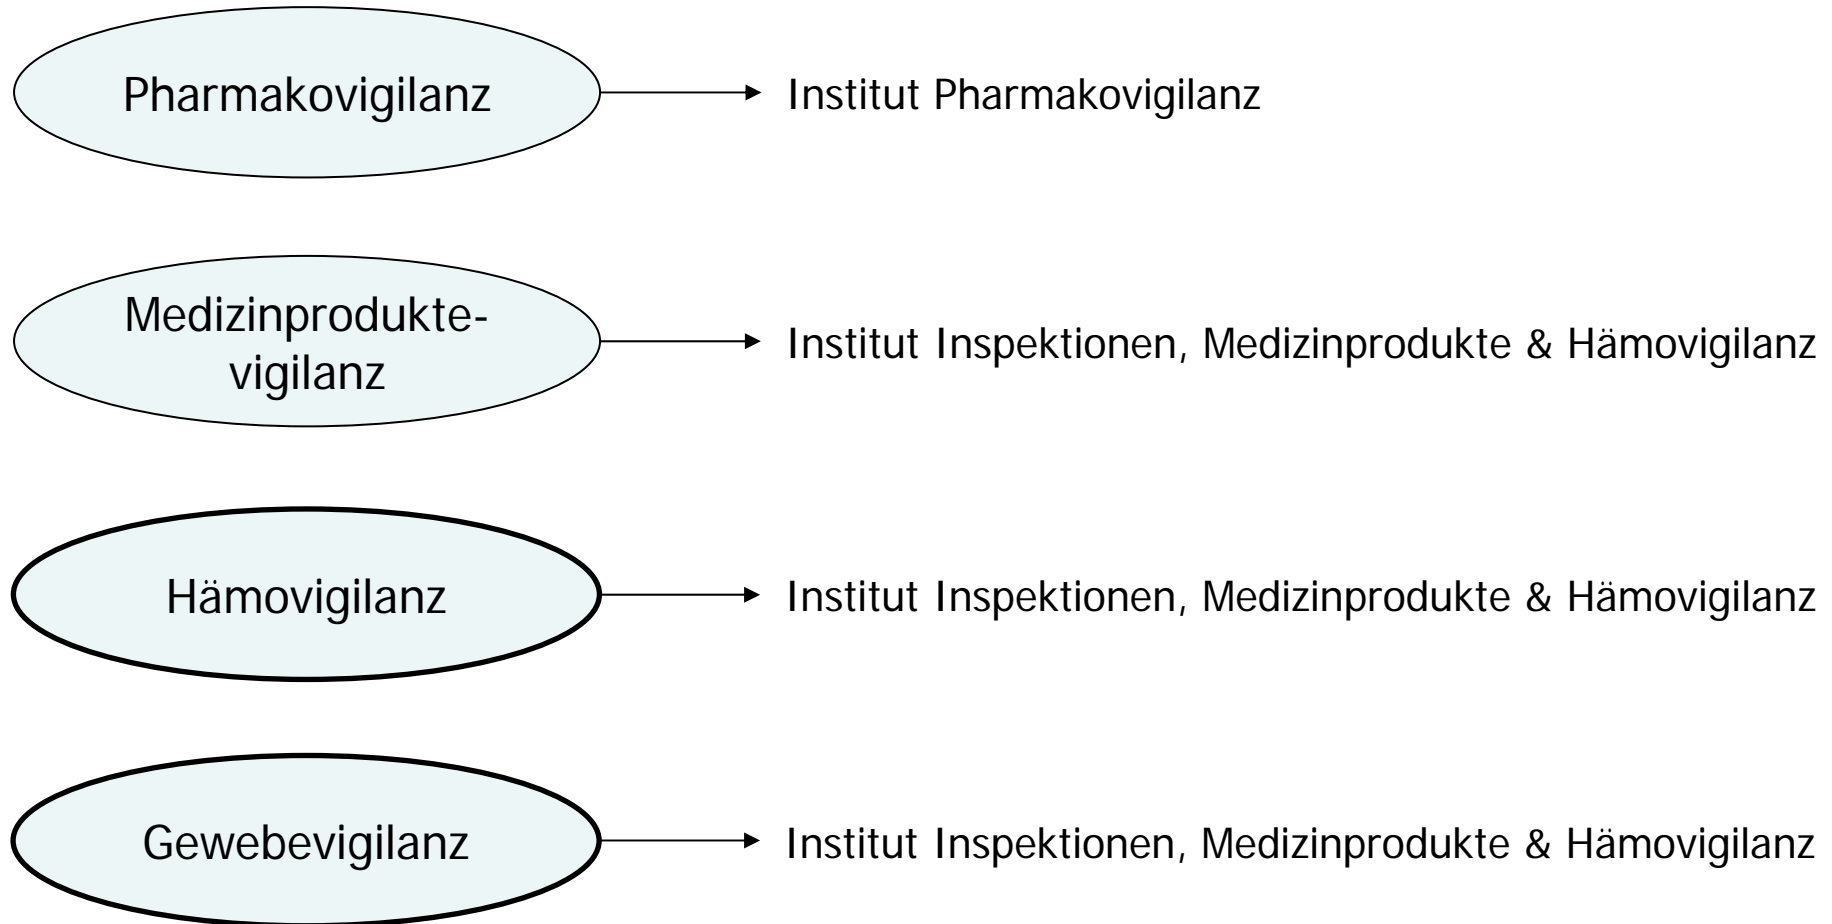 Pharmakovigilanz
Institut Pharmakovigilanz
Medizinprodukte-
vigilanz
Institut Inspektionen, Medizinprodukte & Hämovigilanz
Hämovigilanz
Institut Inspektionen, Medizinprodukte & Hämovigilanz
Gewebevigilanz
Institut Inspektionen, Medizinprodukte & Hämovigilanz